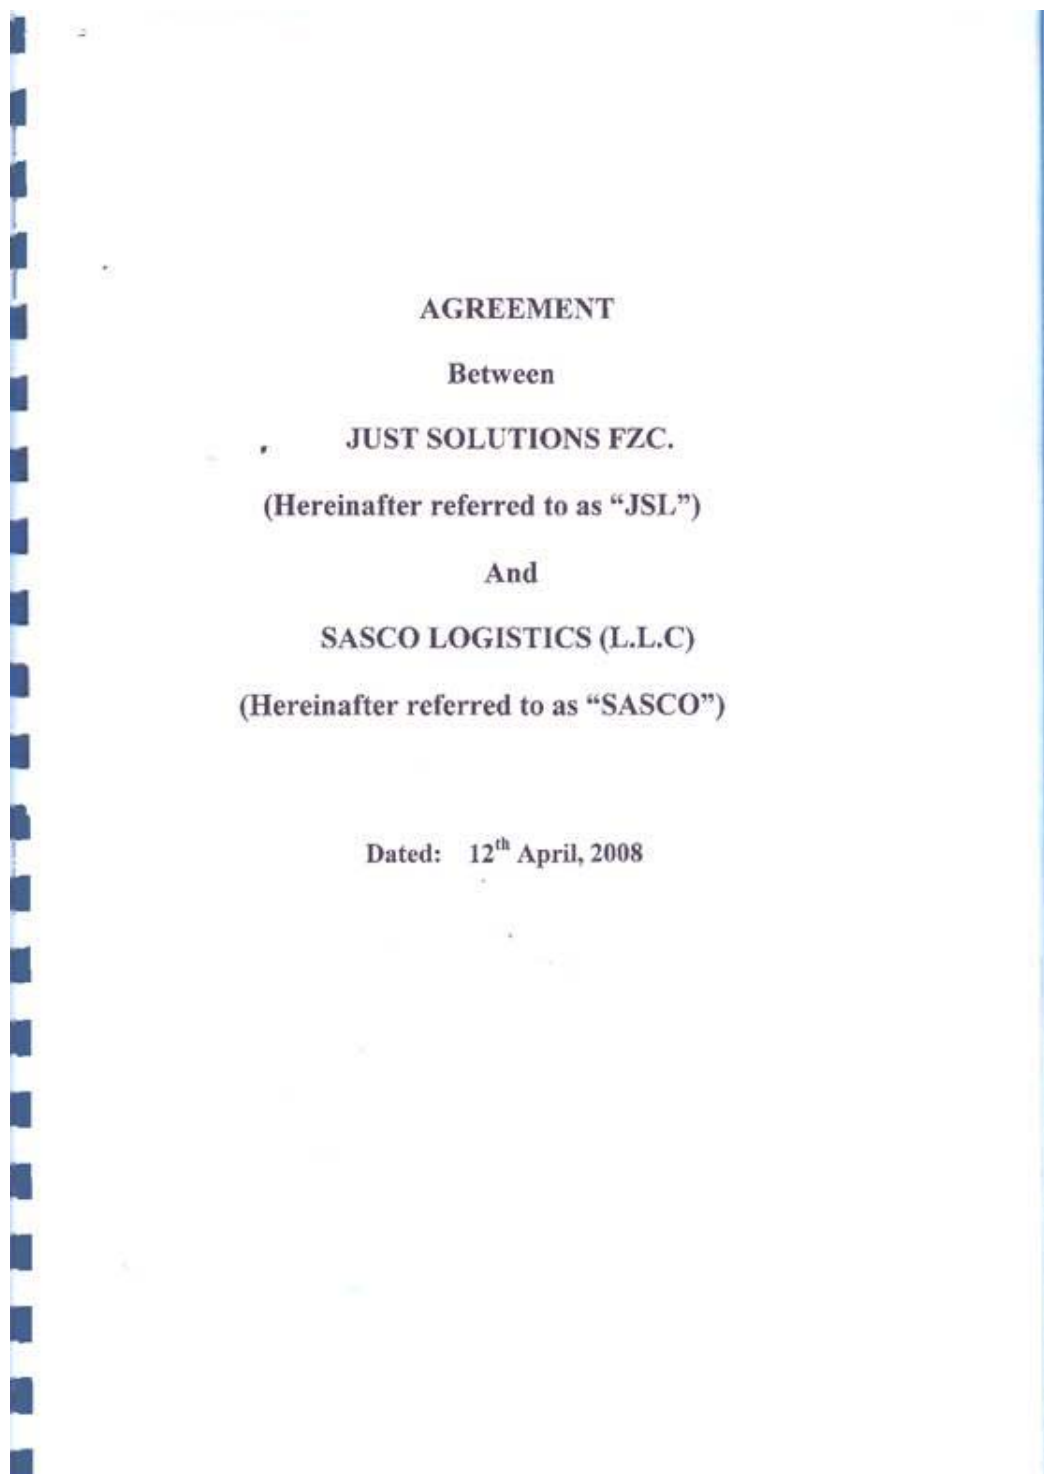 AGREEMENT
Between
JUST SOLUTIONS FZC.
(Hereinafter referred to as “JSL”)
And
SASCO LOGISTICS (L.L.C)
(Hereinafter referred to as “SASCO”)
Dated: 12th April, 2008